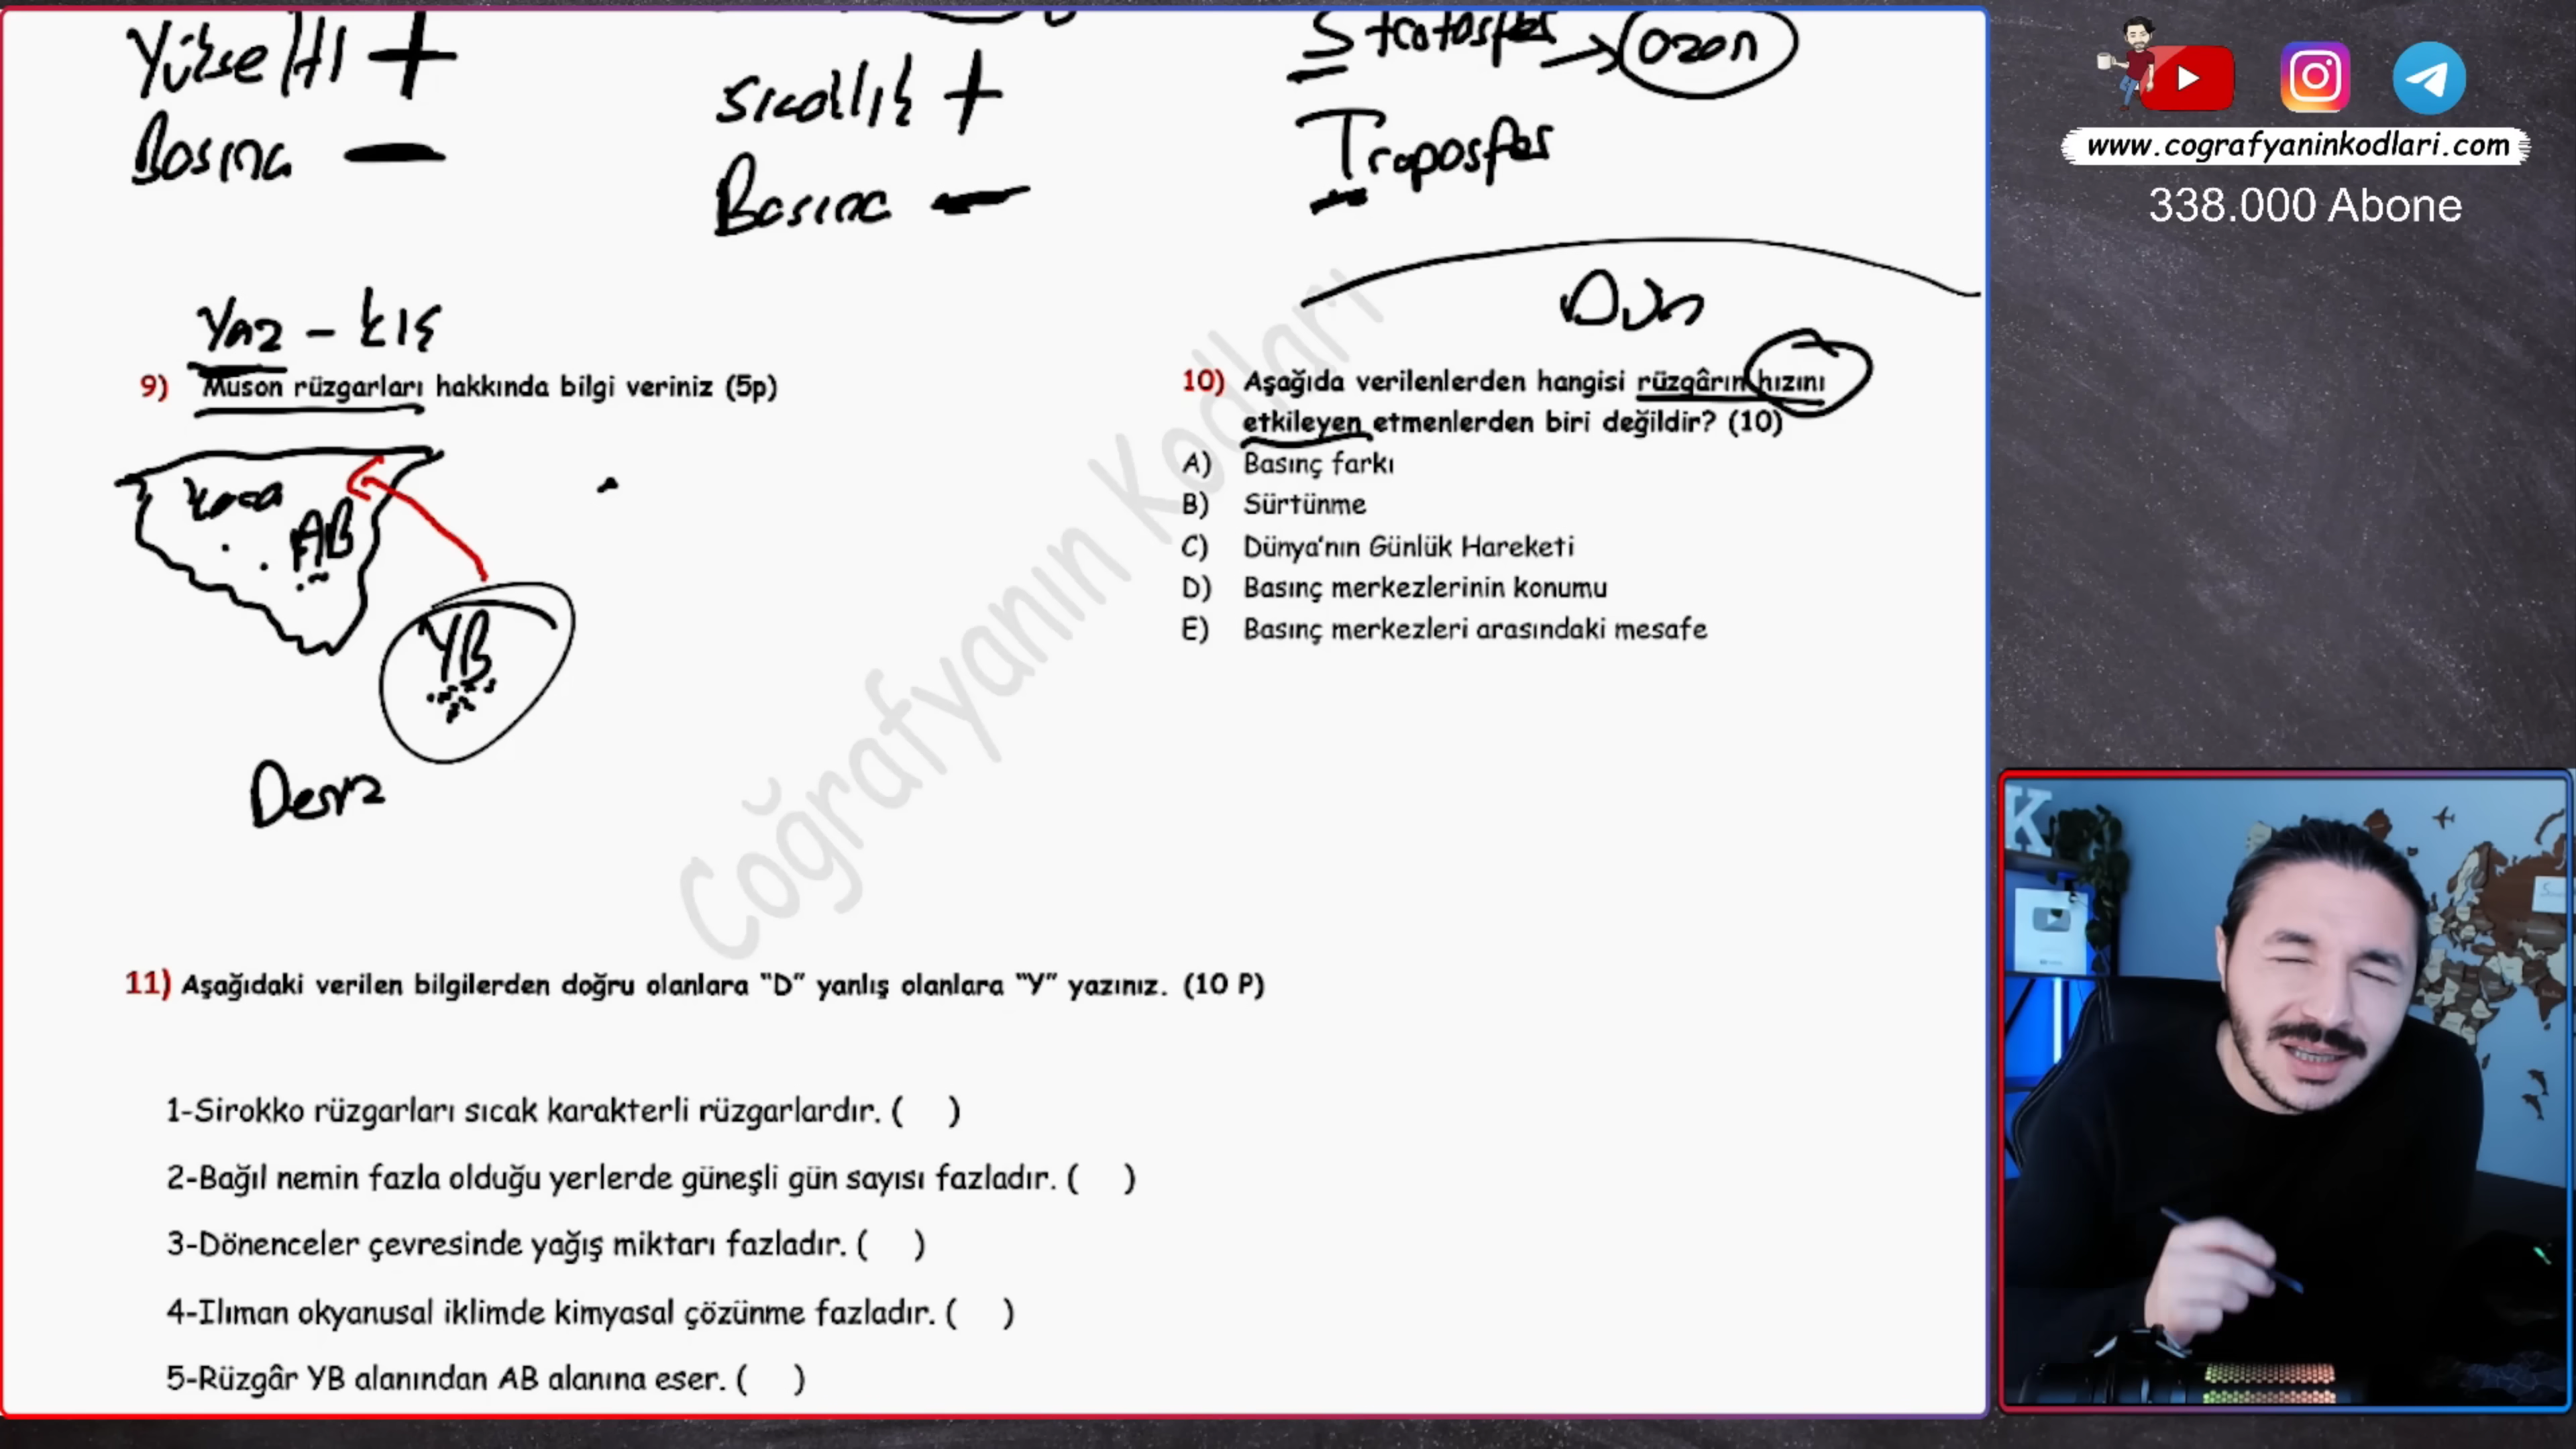 Yükselti +
Basınç −
Sıcaklık +
Basınç −
Stratosfer → Ozon
Troposfer
Yaz - kış
9) Muson rüzgarları hakkında bilgi veriniz (5p)
kara
AB
YB
Deniz
10) Aşağıda verilenlerden hangisi rüzgârın hızını
etkileyen etmenlerden biri değildir? (10)
A) Basınç farkı
B) Sürtünme
C) Dünya'nın Günlük Hareketi
D) Basınç merkezlerinin konumu
E) Basınç merkezleri arasındaki mesafe
Coğrafyanın Kodları
11) Aşağıdaki verilen bilgilerden doğru olanlara "D" yanlış olanlara "Y" yazınız. (10 P)
1-Sirokko rüzgarları sıcak karakterli rüzgarlardır. ( )
2-Bağıl nemin fazla olduğu yerlerde güneşli gün sayısı fazladır. ( )
3-Dönenceler çevresinde yağış miktarı fazladır. ( )
4-Ilıman okyanusal iklimde kimyasal çözünme fazladır. ( )
5-Rüzgâr YB alanından AB alanına eser. ( )
www.cografyaninkodlari.com
338.000 Abone
K